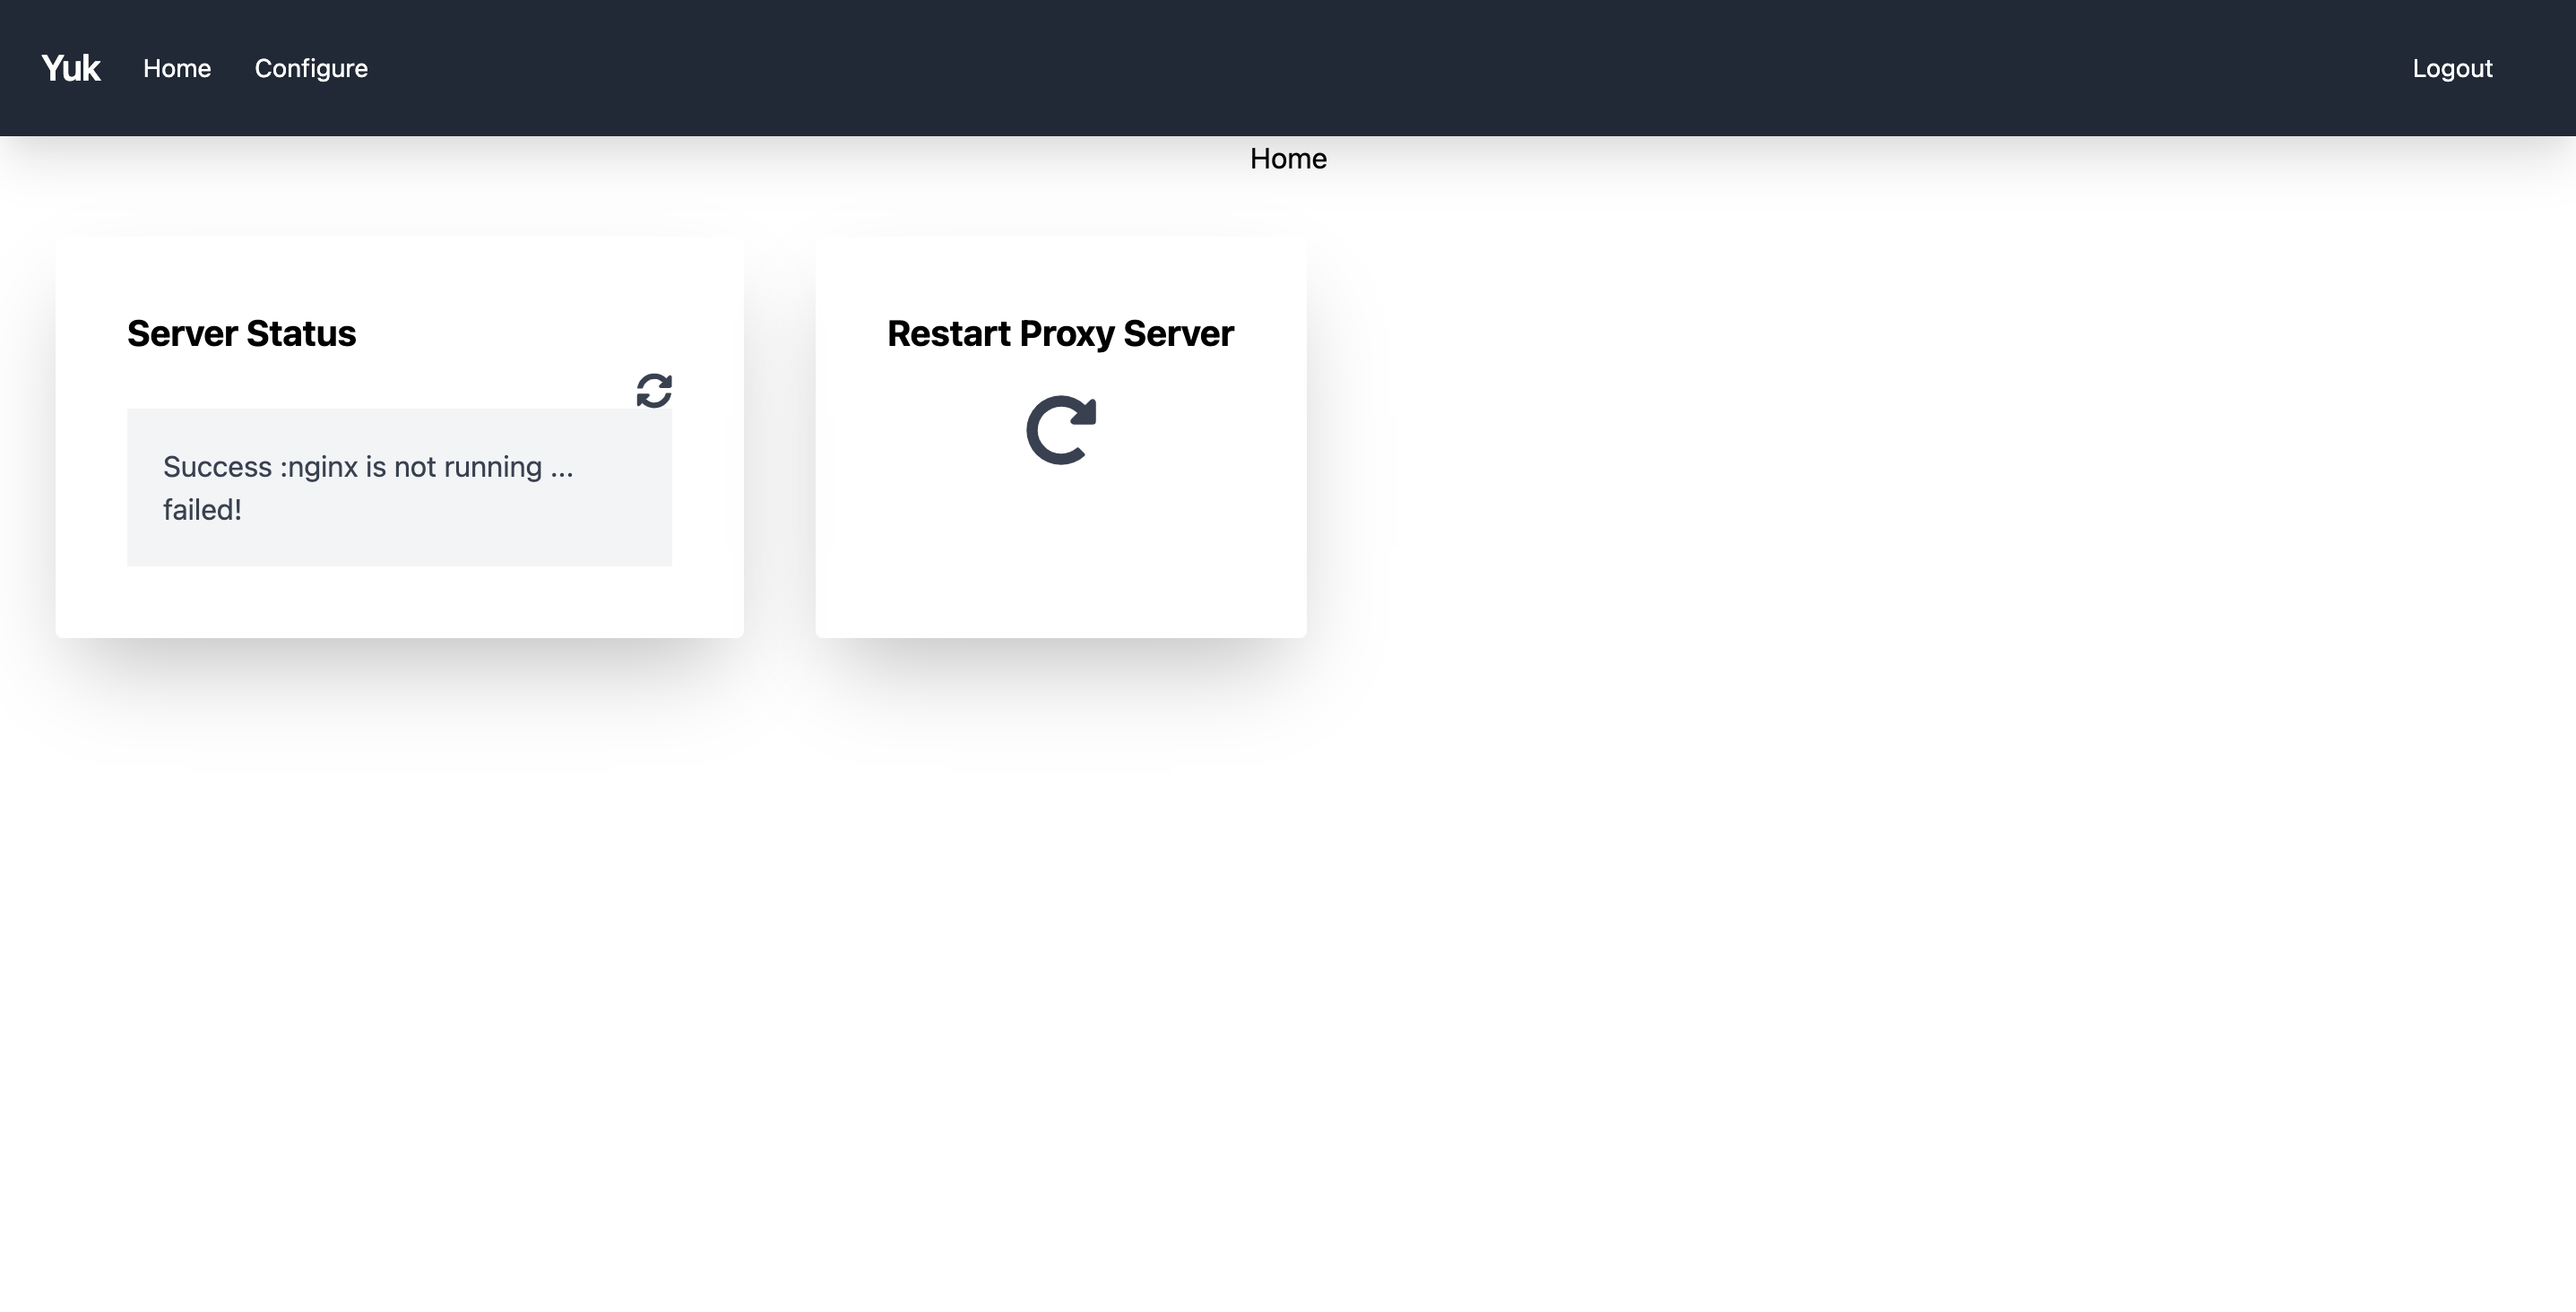 Yuk Home Configure Logout
Home
Server Status
Success :nginx is not running ...
failed!
Restart Proxy Server